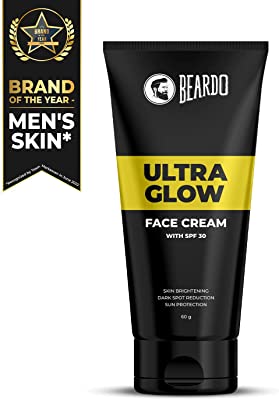 BRAND
OF THE YEAR -
MEN'S
SKIN*
BEARDO
ULTRA
GLOW
FACE CREAM
WITH SPF 30
SKIN BRIGHTENING
DARK SPOT REDUCTION
SUN PROTECTION
60 g